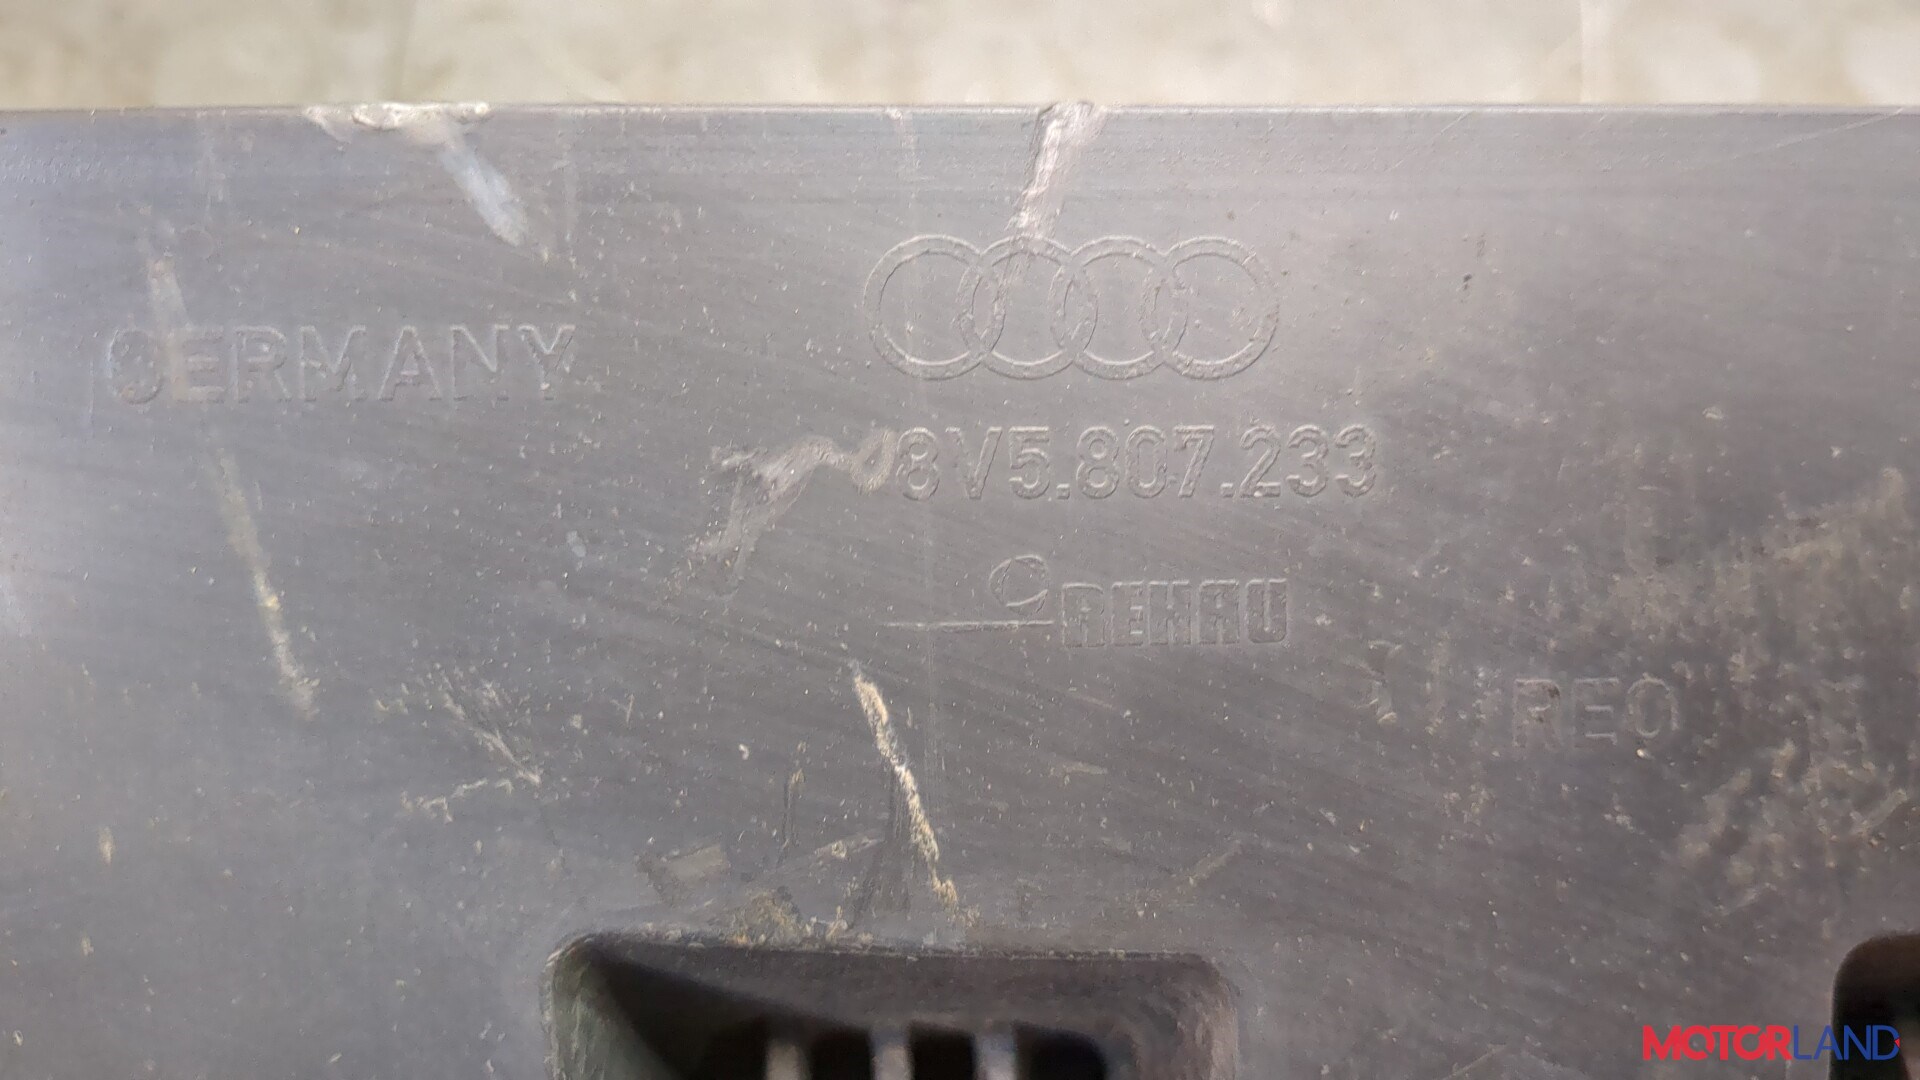 GERMANY
8V5.807.233
REHAU
REO
MOTORLAND